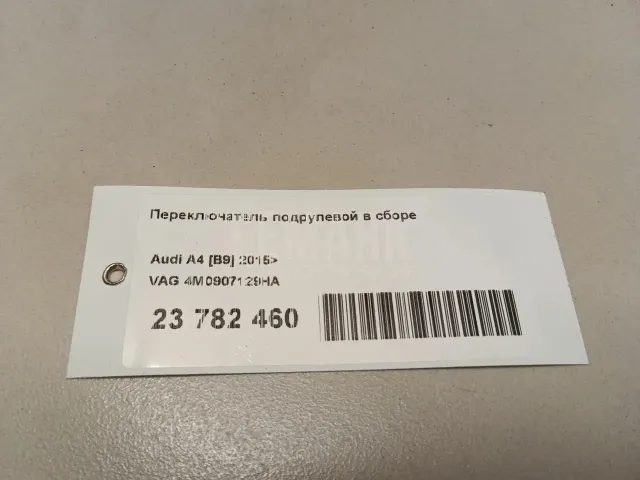 Переключатель подрулевой в сборе
Audi A4 [B9] 2015>
VAG 4M0907129HA
23 782 460